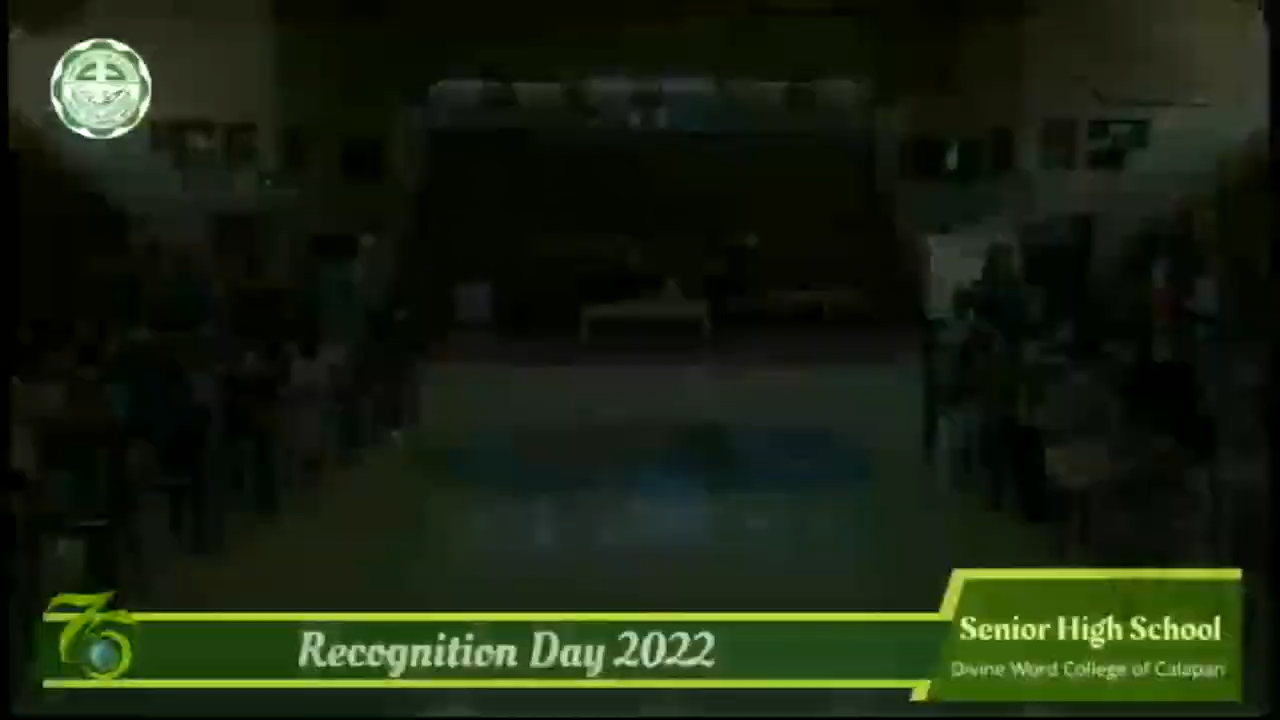 Recognition Day 2022
Senior High School
Divine Word College of Calapan